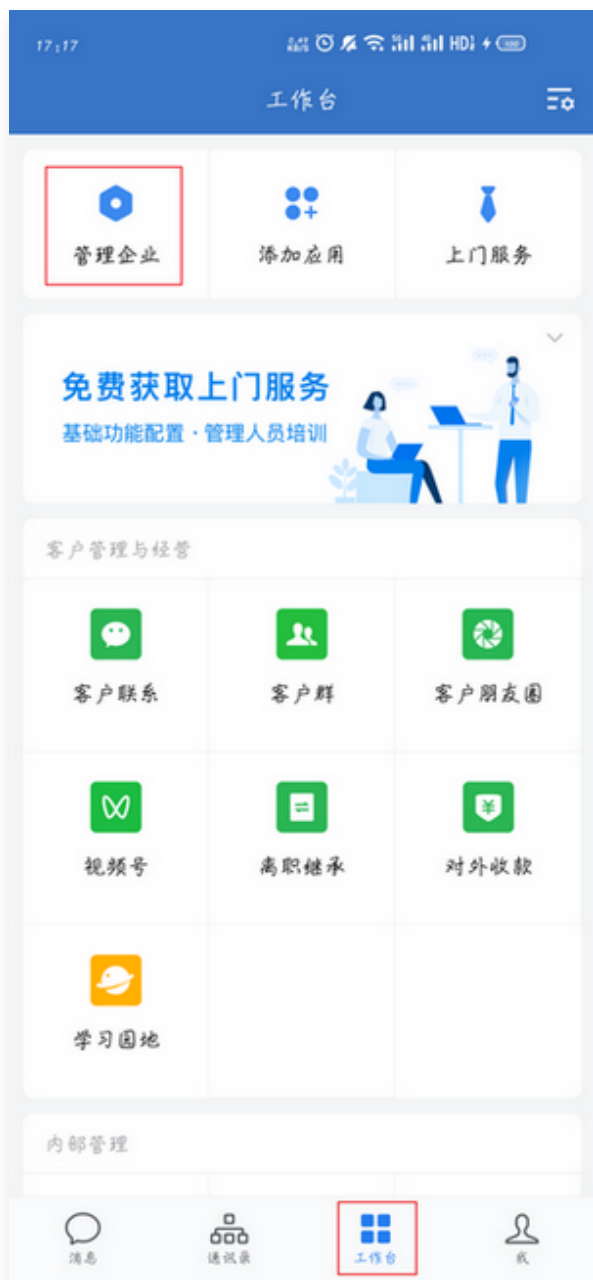 17:17
HD
100
工作台
管理企业
添加应用
上门服务
免费获取上门服务
基础功能配置·管理人员培训
客户管理与经营
客户联系
客户群
客户朋友圈
视频号
离职继承
对外收款
学习园地
内部管理
消息
通讯录
工作台
我